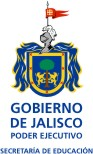 GOBIERNO
DE JALISCO
PODER EJECUTIVO
SECRETARÍA DE EDUCACIÓN